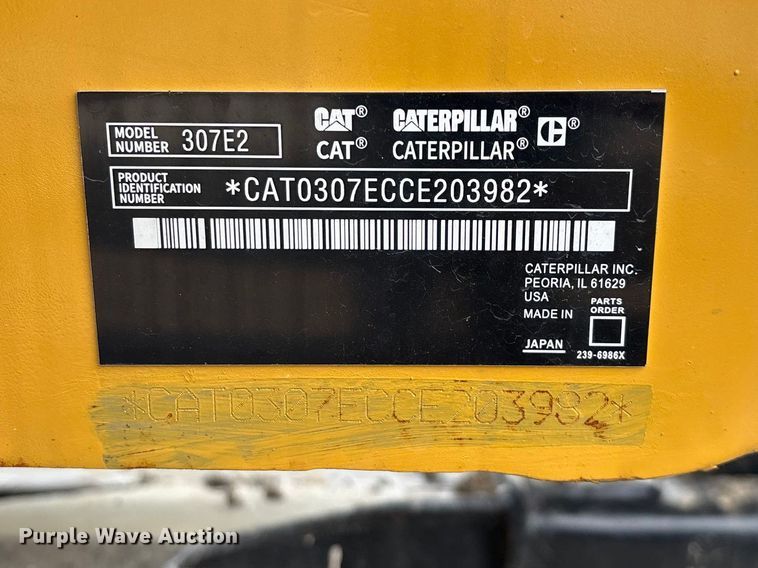 MODEL NUMBER 307E2
CAT® CATERPILLAR® C®
CAT® CATERPILLAR®
PRODUCT IDENTIFICATION NUMBER *CAT0307ECCE203982*
CATERPILLAR INC.
PEORIA, IL 61629
USA
MADE IN
JAPAN
PARTS ORDER
239-6986X
*CAT0307ECCE203982*
Purple Wave Auction